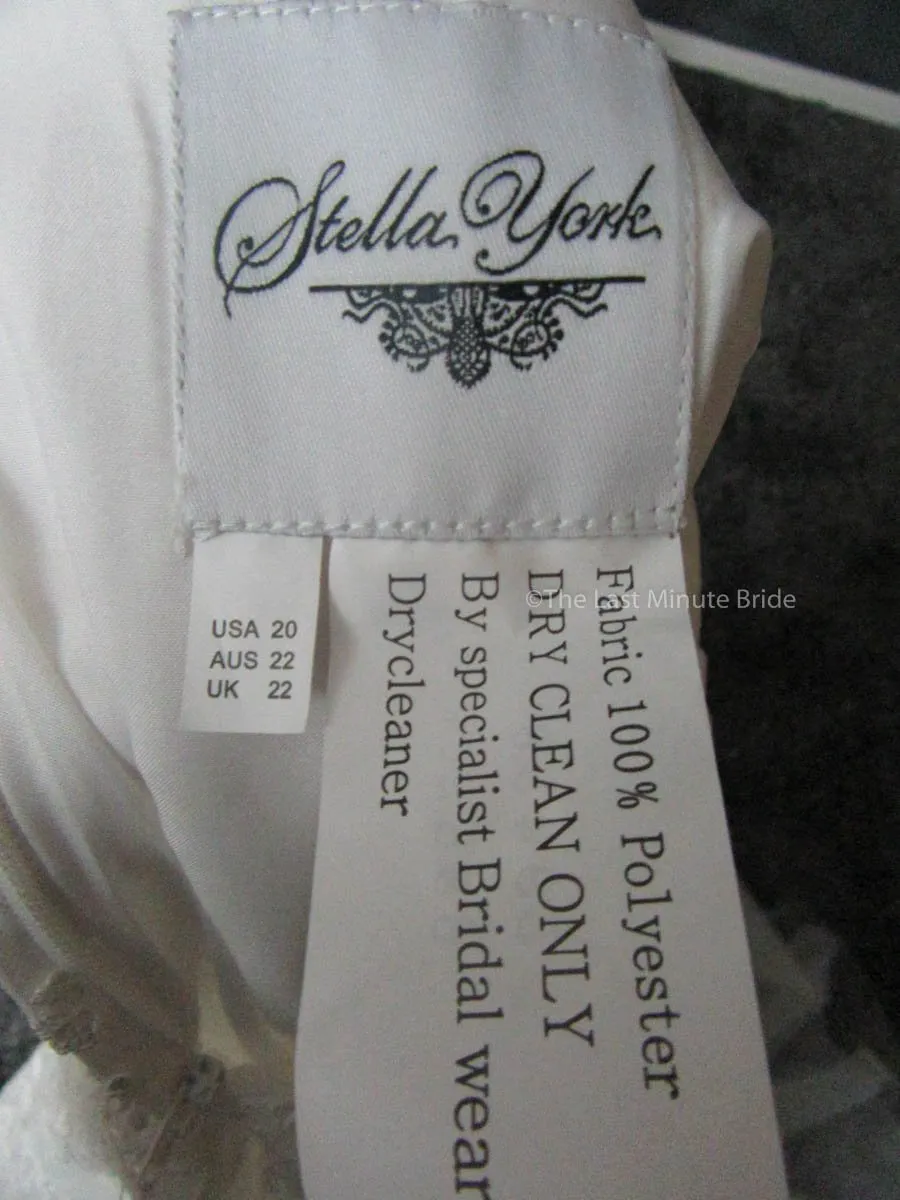 Stella York
USA 20
AUS 22
UK 22
Fabric 100% Polyester
DRY CLEAN ONLY
By specialist Bridal wear
Drycleaner
©The Last Minute Bride